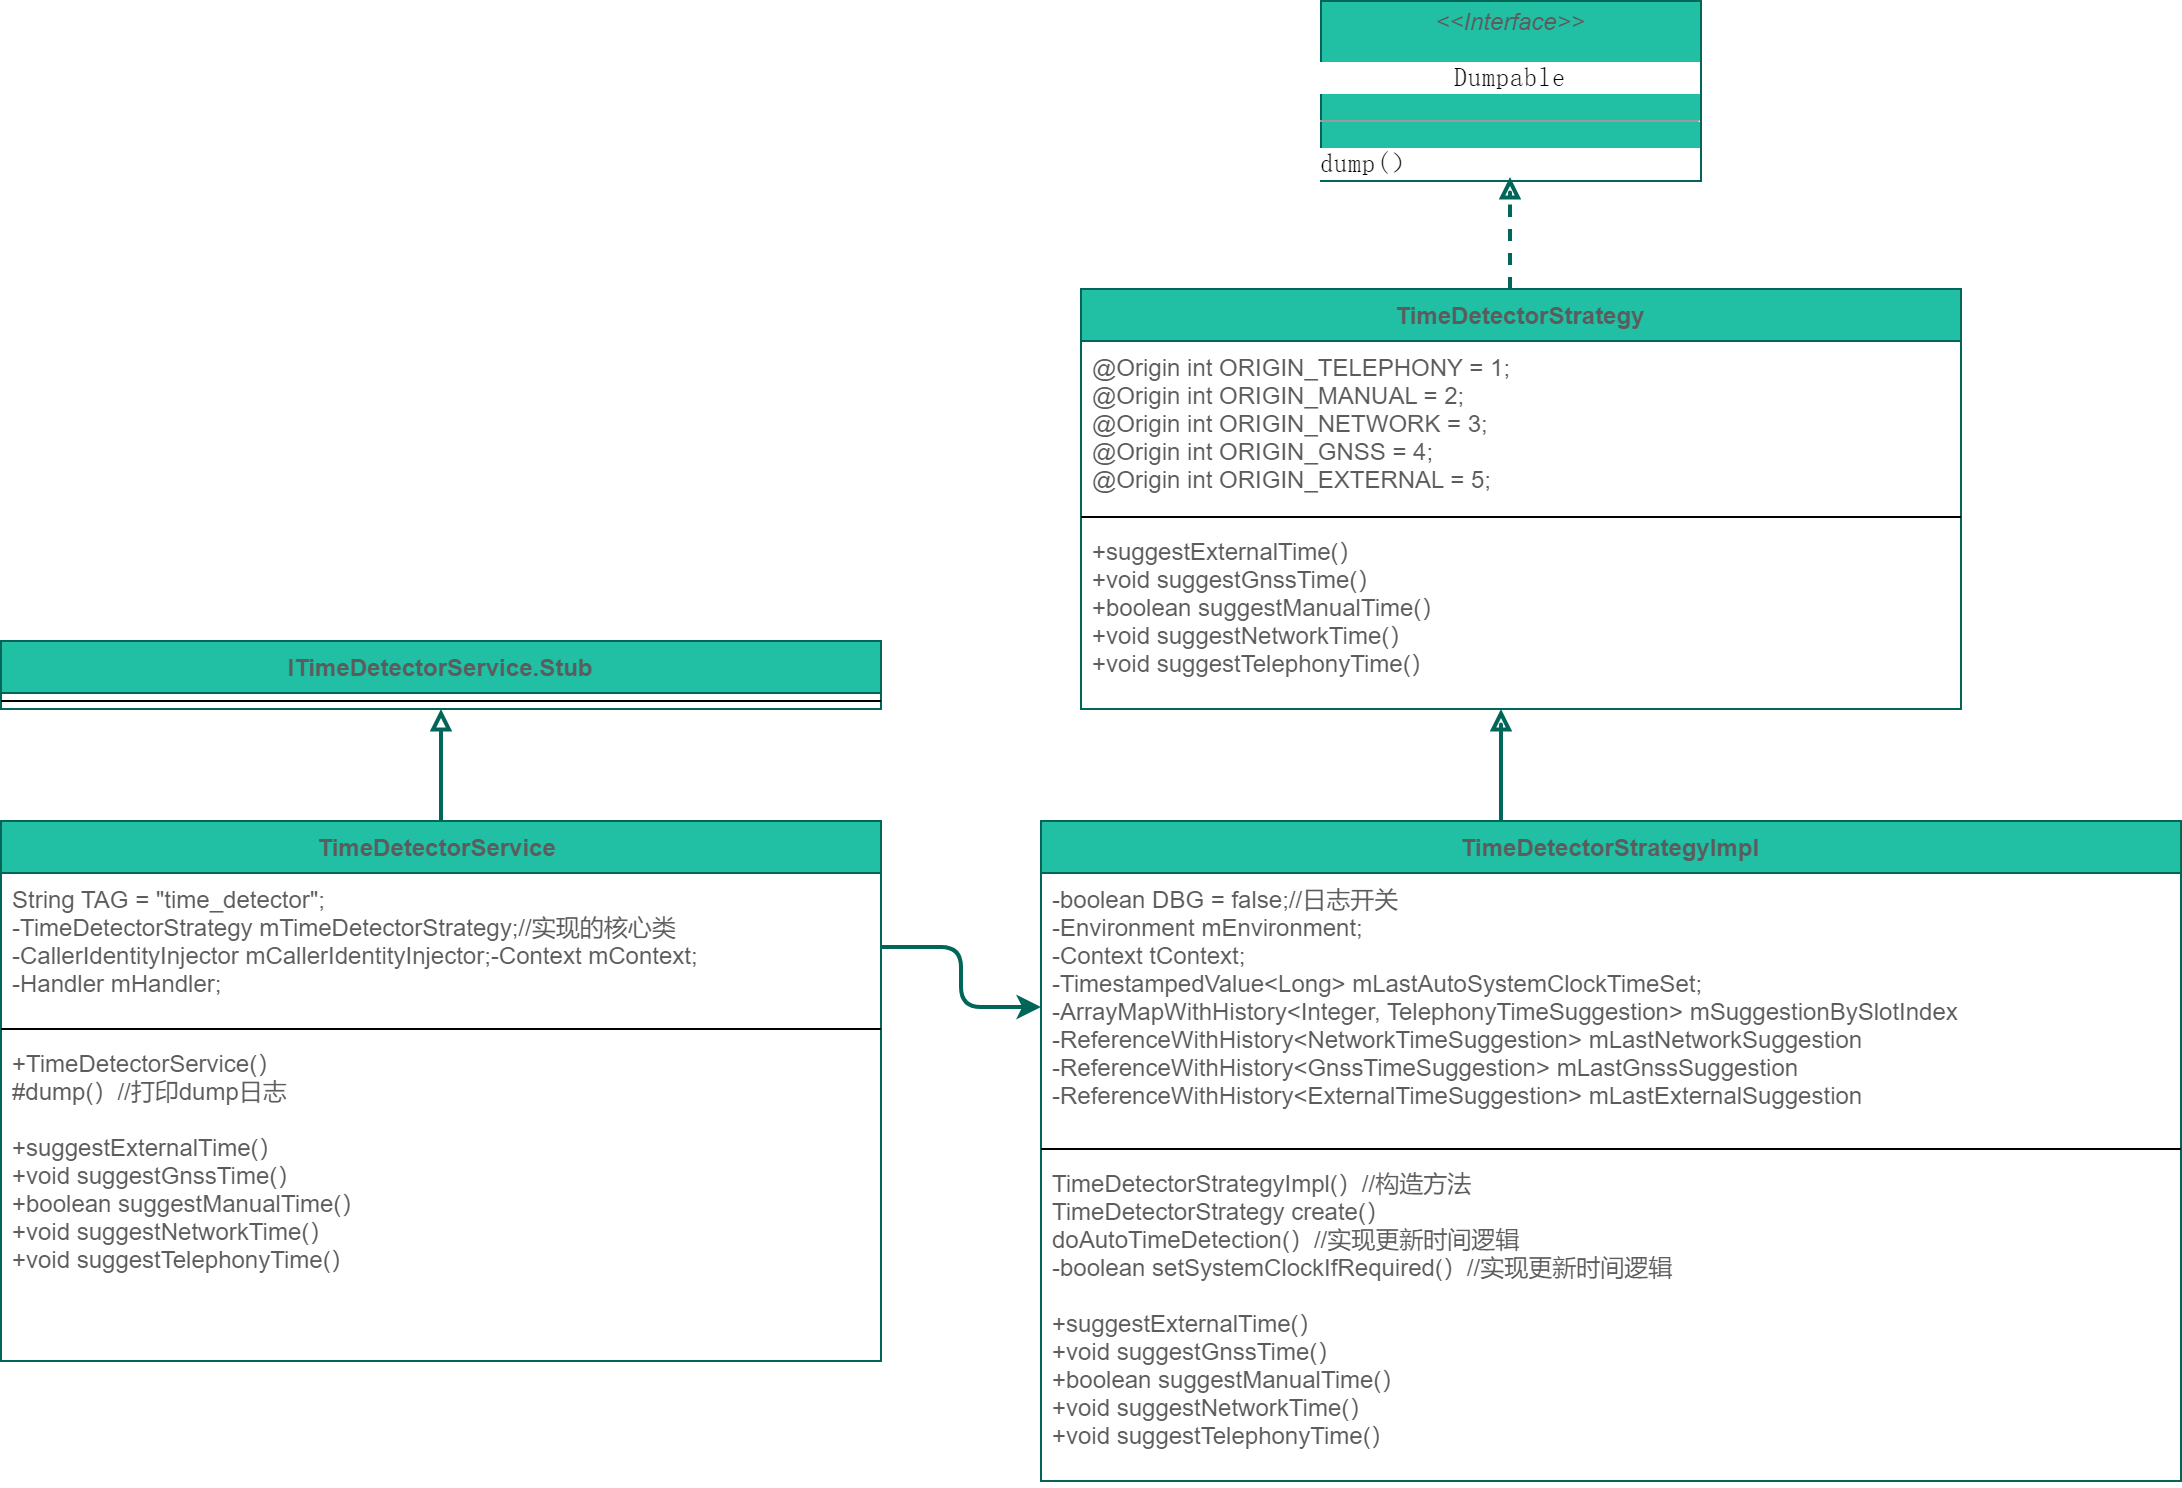 <<Interface>>
Dumpable
dump()
TimeDetectorStrategy
@Origin int ORIGIN_TELEPHONY = 1;
@Origin int ORIGIN_MANUAL = 2;
@Origin int ORIGIN_NETWORK = 3;
@Origin int ORIGIN_GNSS = 4;
@Origin int ORIGIN_EXTERNAL = 5;
+suggestExternalTime()
+void suggestGnssTime()
+boolean suggestManualTime()
+void suggestNetworkTime()
+void suggestTelephonyTime()
ITimeDetectorService.Stub
TimeDetectorService
String TAG = "time_detector";
-TimeDetectorStrategy mTimeDetectorStrategy;//实现的核心类
-CallerIdentityInjector mCallerIdentityInjector;-Context mContext;
-Handler mHandler;
+TimeDetectorService()
#dump()  //打印dump日志
+suggestExternalTime()
+void suggestGnssTime()
+boolean suggestManualTime()
+void suggestNetworkTime()
+void suggestTelephonyTime()
TimeDetectorStrategyImpl
-boolean DBG = false;//日志开关
-Environment mEnvironment;
-Context tContext;
-TimestampedValue<Long> mLastAutoSystemClockTimeSet;
-ArrayMapWithHistory<Integer, TelephonyTimeSuggestion> mSuggestionBySlotIndex
-ReferenceWithHistory<NetworkTimeSuggestion> mLastNetworkSuggestion
-ReferenceWithHistory<GnssTimeSuggestion> mLastGnssSuggestion
-ReferenceWithHistory<ExternalTimeSuggestion> mLastExternalSuggestion
TimeDetectorStrategyImpl()  //构造方法
TimeDetectorStrategy create()
doAutoTimeDetection()  //实现更新时间逻辑
-boolean setSystemClockIfRequired()  //实现更新时间逻辑
+suggestExternalTime()
+void suggestGnssTime()
+boolean suggestManualTime()
+void suggestNetworkTime()
+void suggestTelephonyTime()